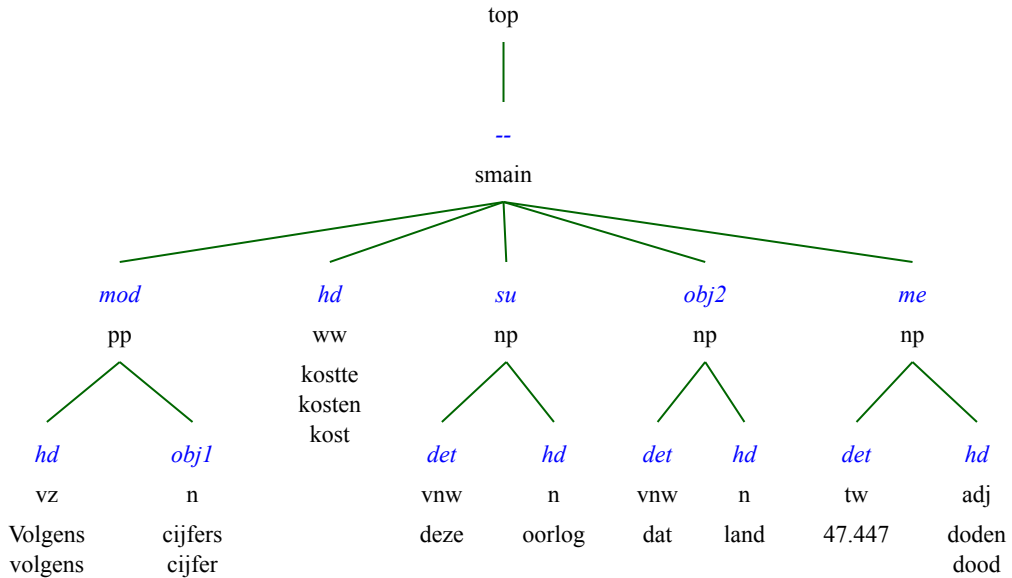 top
--
smain
mod hd su obj2 me
pp ww np np np
kostte
kosten
kost
hd obj1 det hd det hd det hd
vz n vnw n vnw n tw adj
Volgens cijfers deze oorlog dat land 47.447 doden
volgens cijfer dood